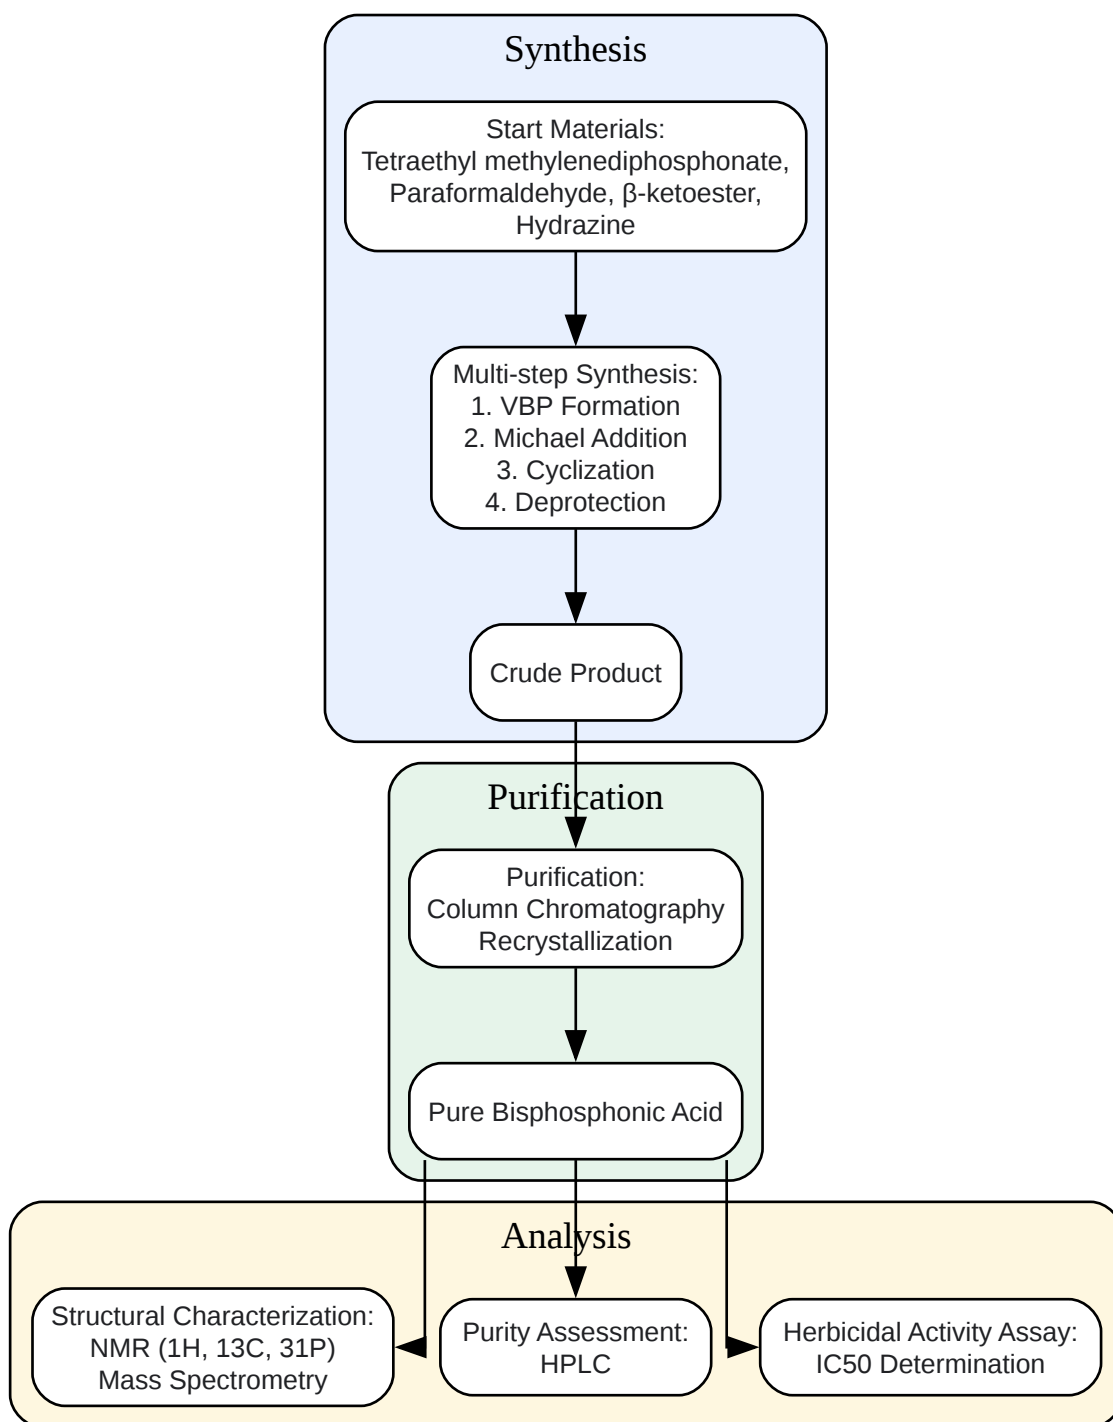 Synthesis
Start Materials:
Tetraethyl methylenediphosphonate,
Paraformaldehyde, β-ketoester,
Hydrazine
Multi-step Synthesis:
1. VBP Formation
2. Michael Addition
3. Cyclization
4. Deprotection
Crude Product
Purification
Purification:
Column Chromatography
Recrystallization
Pure Bisphosphonic Acid
Analysis
Structural Characterization:
NMR (1H, 13C, 31P)
Mass Spectrometry
Purity Assessment:
HPLC
Herbicidal Activity Assay:
IC50 Determination